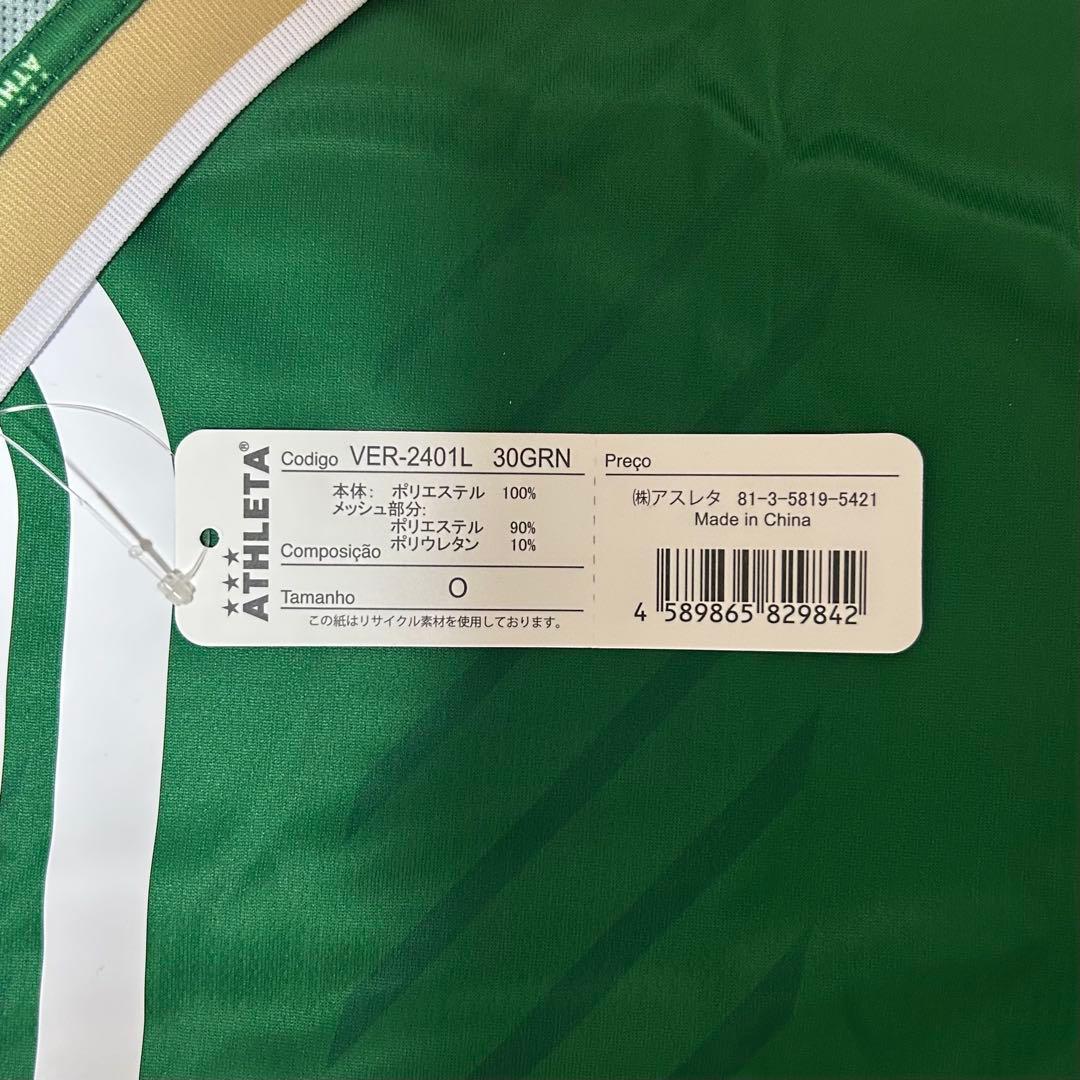 ATHLETA®
Codigo VER-2401L 30GRN
本体: ポリエステル 100%
メッシュ部分:
ポリエステル 90%
Composição ポリウレタン 10%
Tamanho O
この紙はリサイクル素材を使用しております。
Preço
㈱アスレタ 81-3-5819-5421
Made in China
4 589865 829842